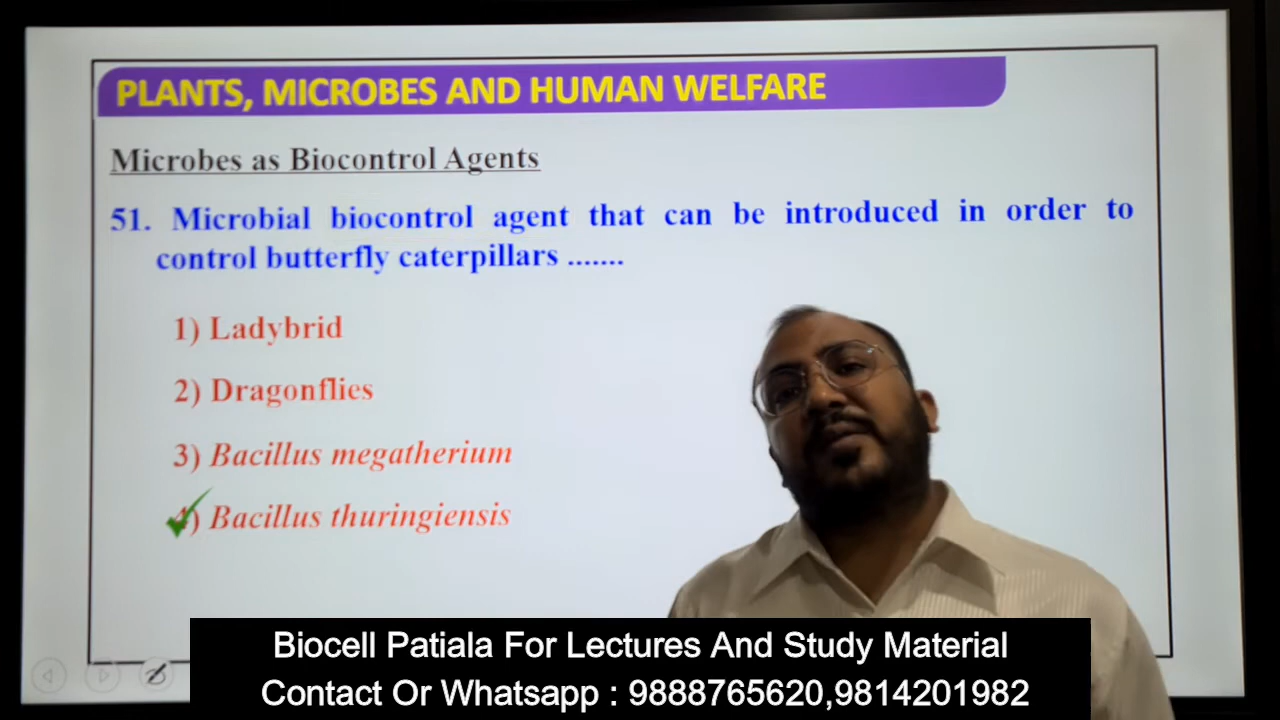 PLANTS, MICROBES AND HUMAN WELFARE
Microbes as Biocontrol Agents
51. Microbial biocontrol agent that can be introduced in order to
control butterfly caterpillars .......
1) Ladybrid
2) Dragonflies
3) Bacillus megatherium
4) Bacillus thuringiensis
Biocell Patiala For Lectures And Study Material
Contact Or Whatsapp : 9888765620,9814201982